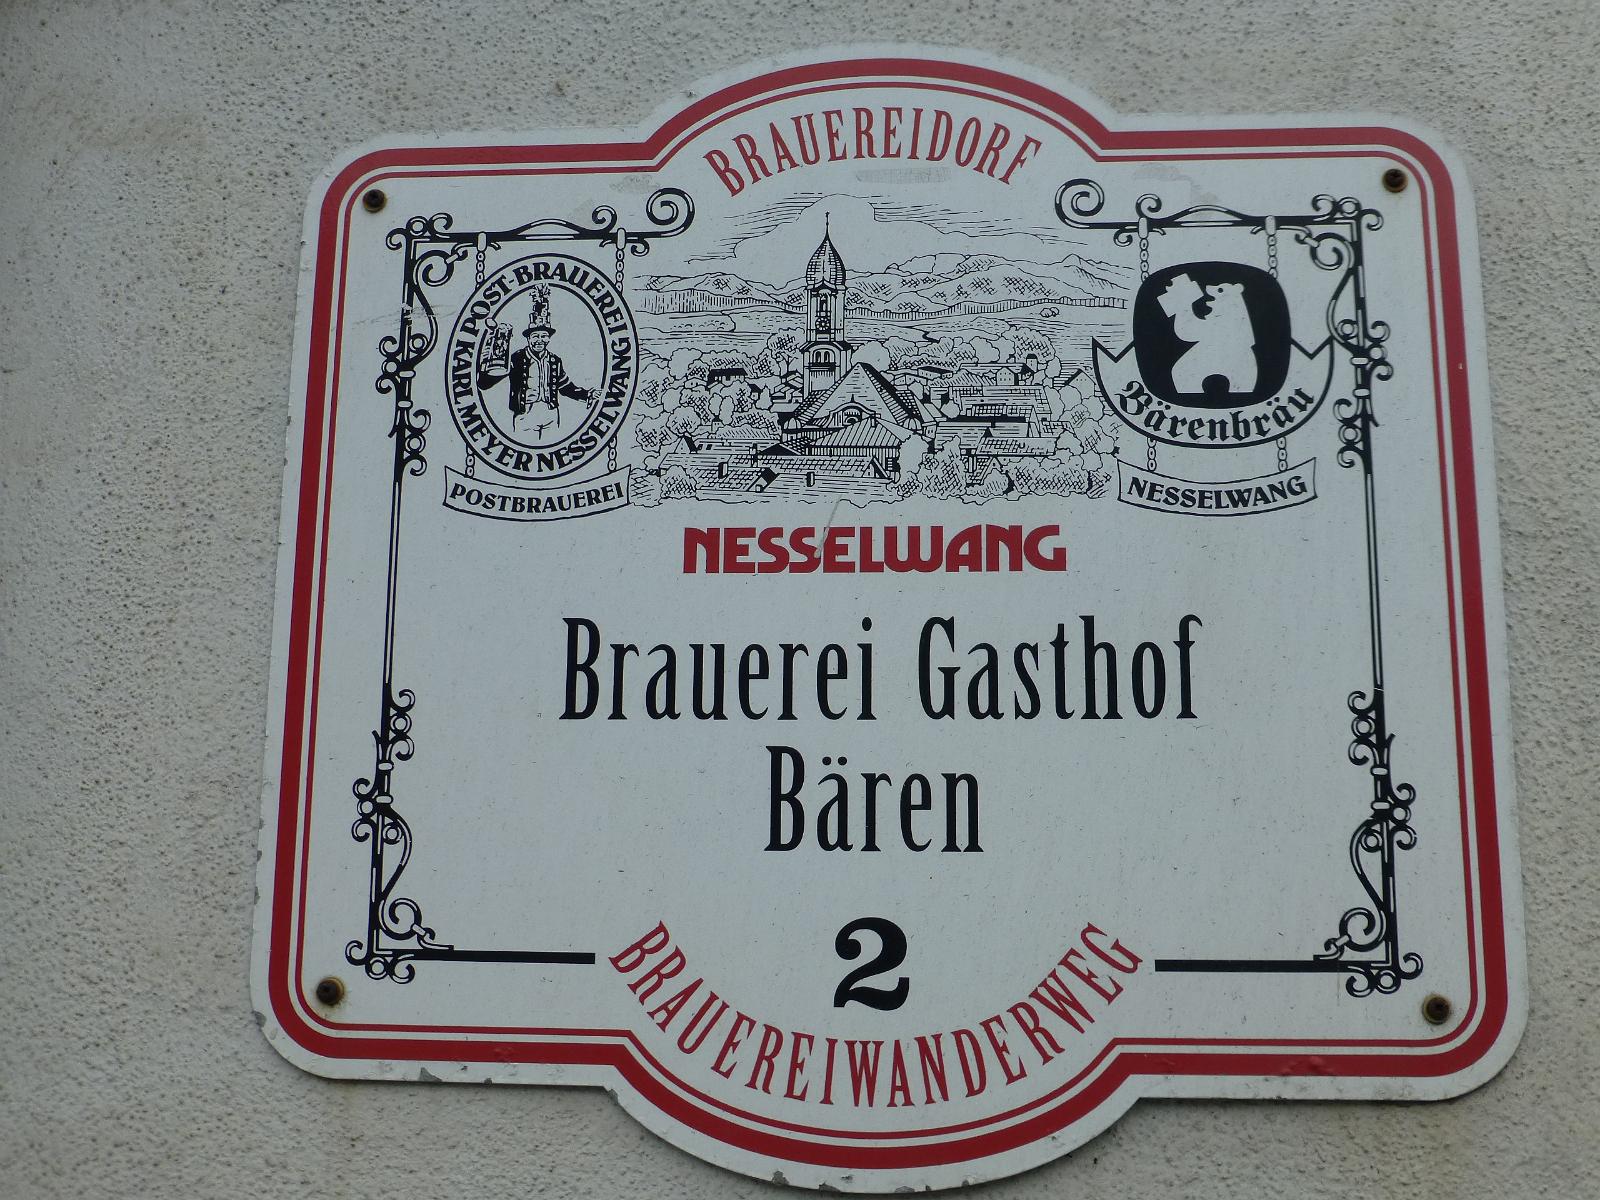 BRAUEREIDORF
POST-BRAUEREI
KARL MEYER NESSELWANG
POSTBRAUEREI
Bärenbräu
NESSELWANG
NESSELWANG
Brauerei Gasthof
Bären
2
BRAUEREIWANDERWEG